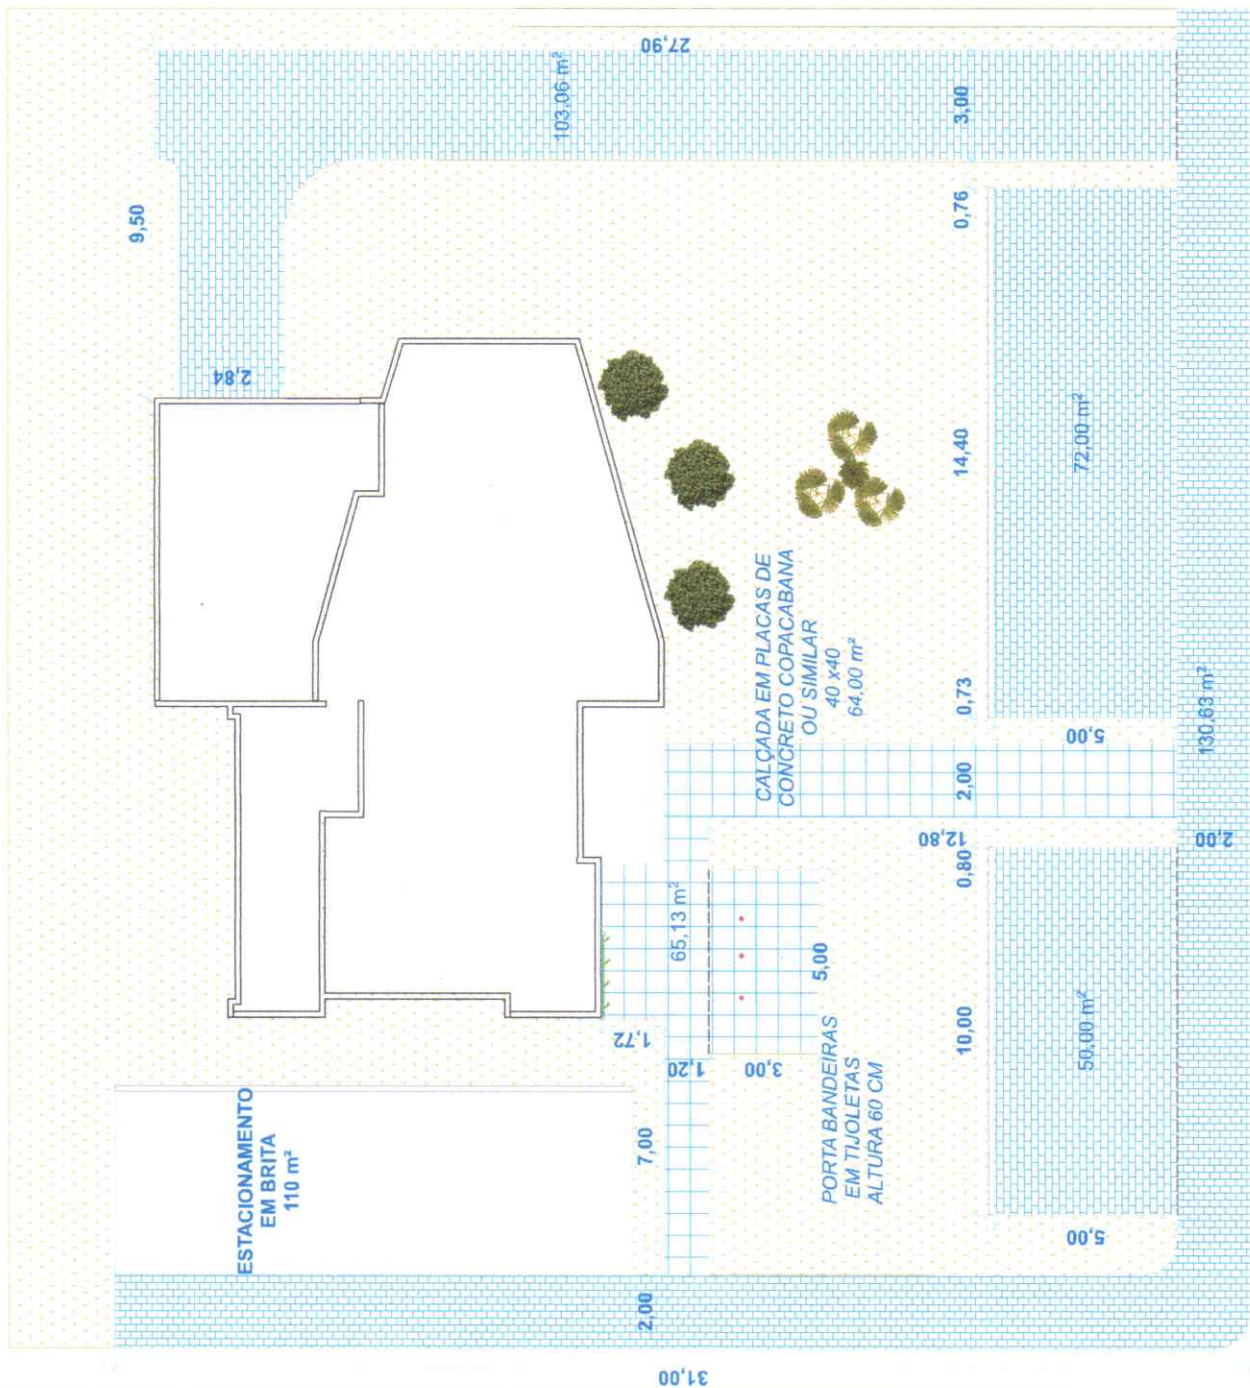 27,90
103,06 m²
3,00
9,50
0,76
2,84
14,40
72,00 m²
CALÇADA EM PLACAS DE
CONCRETO COPACABANA
OU SIMILAR
40 x40
64,00 m²
0,73
5,00
130,63 m²
2,00
12,80
2,00
0,80
65,13 m²
5,00
1,72
1,20
3,00
10,00
50,00 m²
PORTA BANDEIRAS
EM TIJOLETAS
ALTURA 60 CM
ESTACIONAMENTO
EM BRITA
110 m²
7,00
5,00
2,00
31,00